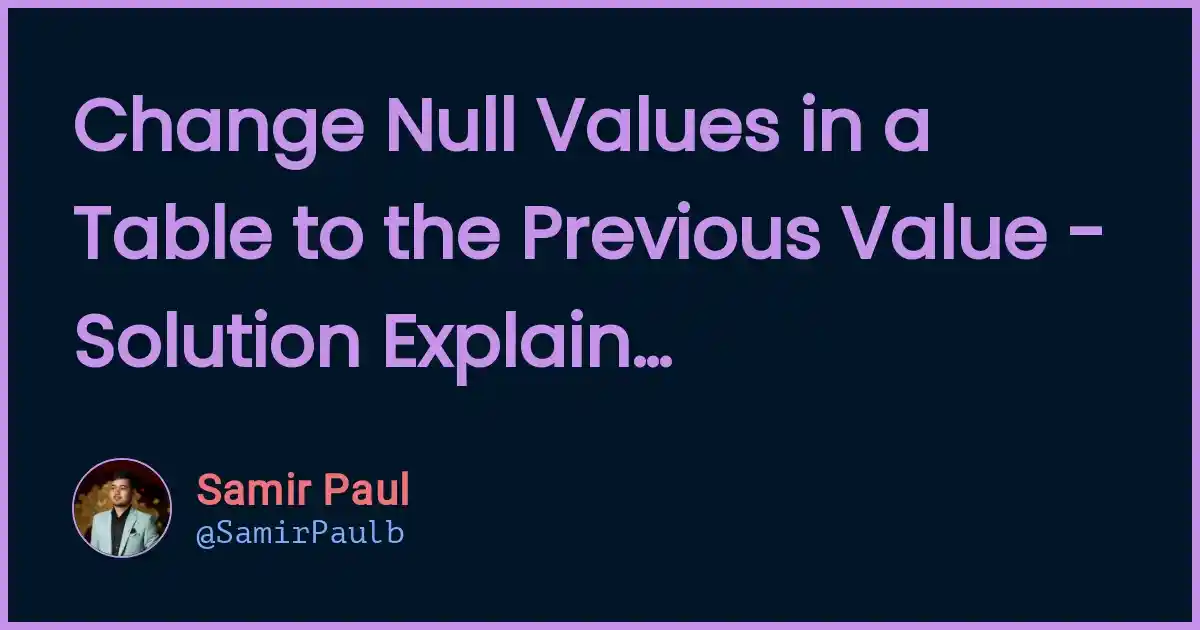 Change Null Values in a
Table to the Previous Value -
Solution Explain...
Samir Paul
@SamirPaulb